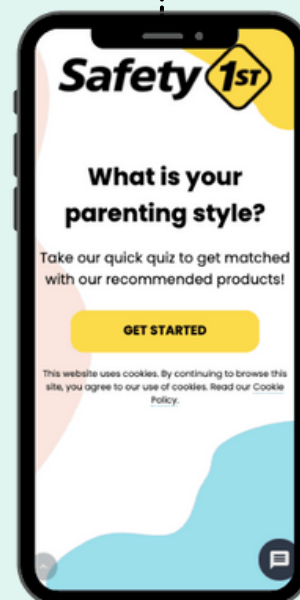 Safety 1ST
What is your
parenting style?
Take our quick quiz to get matched
with our recommended products!
GET STARTED
This website uses cookies. By continuing to browse this
site, you agree to our use of cookies. Read our Cookie
Policy.